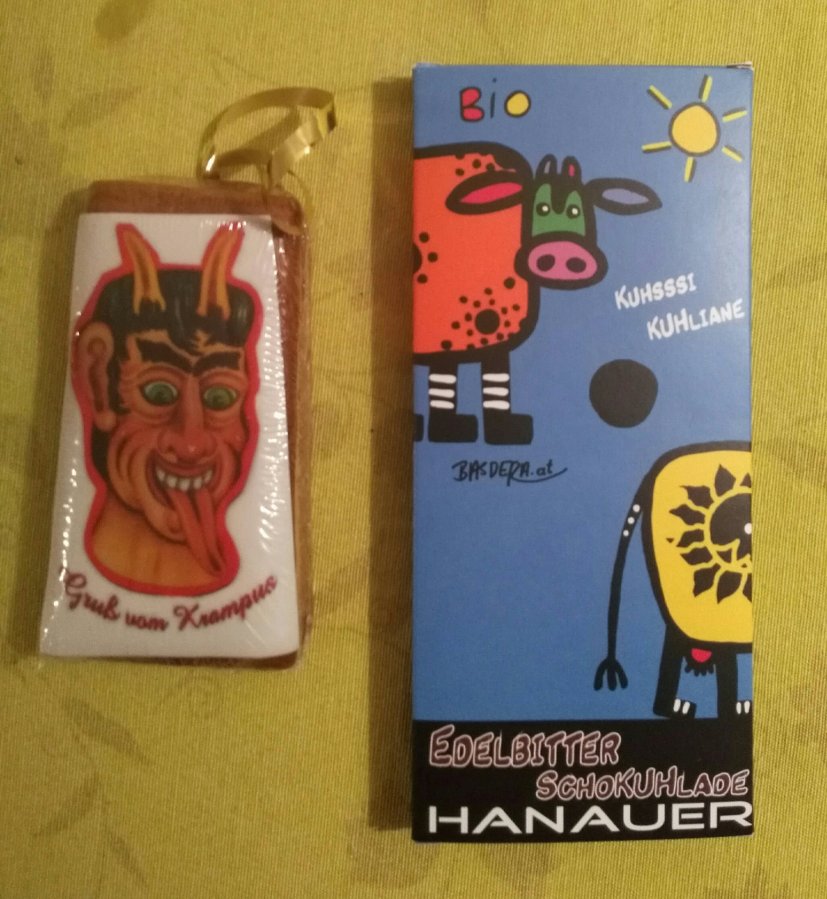 Gruß vom Krampus
Bio
KUHSSSI
KUHLIANE
BASDERA.at
EDELBITTER
SCHOKUHLADE
HANAUER